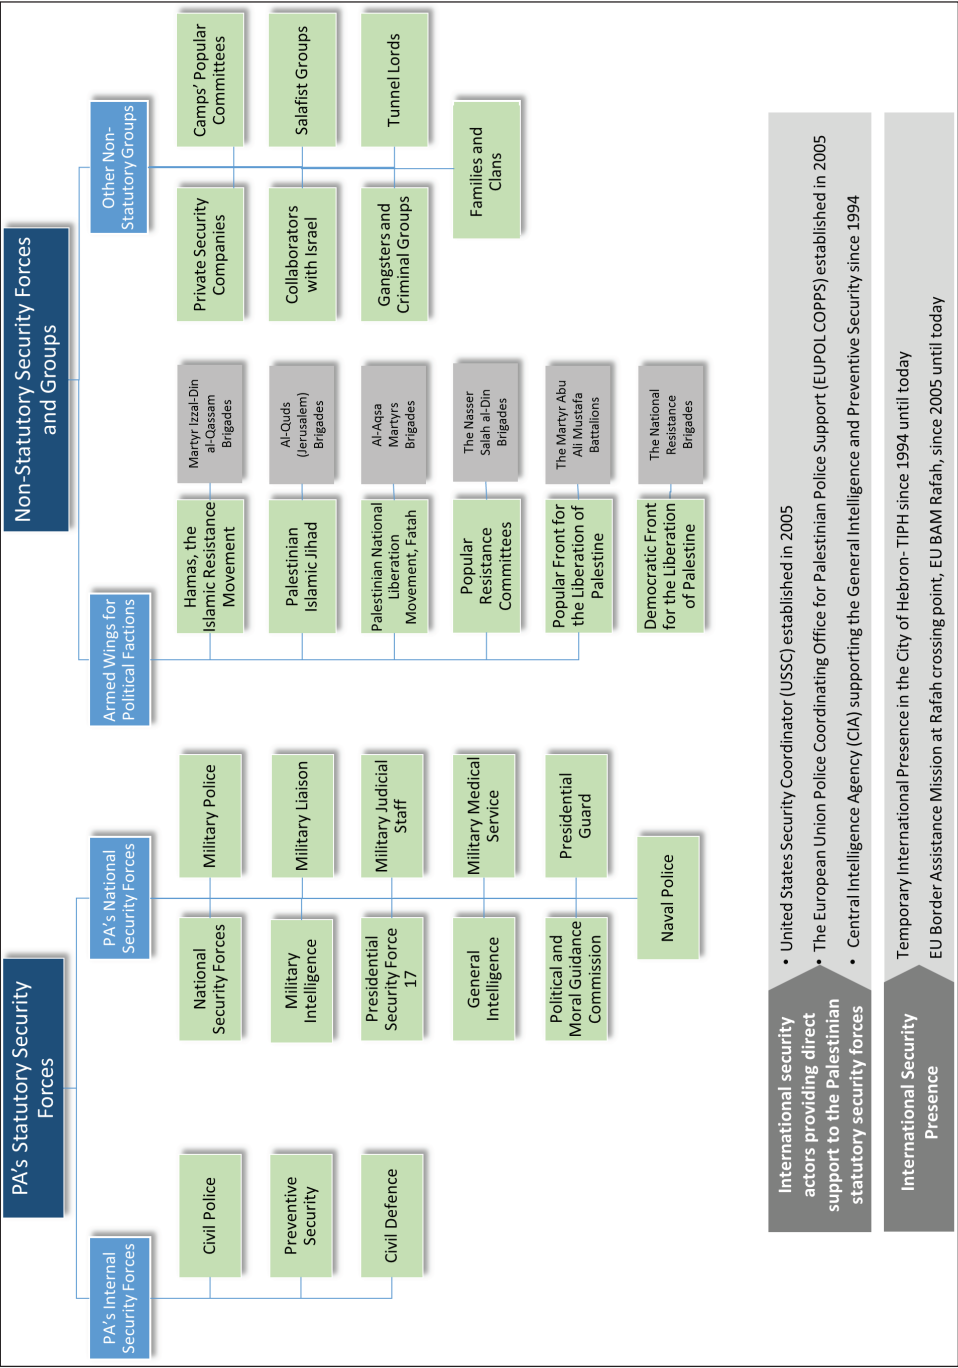 PA's Statutory Security
Forces
PA's Internal
Security Forces
Civil Police
Preventive
Security
Civil Defence
PA's National
Security Forces
National
Security Forces
Military Police
Military
Intelligence
Military Liaison
Presidential
Security Force
17
Military Judicial
Staff
General
Intelligence
Military Medical
Service
Political and
Moral Guidance
Commission
Presidential
Guard
Naval Police
Non-Statutory Security Forces
and Groups
Armed Wings for
Political Factions
Hamas, the
Islamic Resistance
Movement
Martyr Izzal-Din
al-Qassam
Brigades
Palestinian
Islamic Jihad
Al-Quds
(Jerusalem)
Brigades
Palestinian National
Liberation
Movement, Fatah
Al-Aqsa
Martyrs
Brigades
Popular
Resistance
Committees
The Nasser
Salah al-Din
Brigades
Popular Front for
the Liberation of
Palestine
The Martyr Abu
Ali Mustafa
Battalions
Democratic Front
for the Liberation
of Palestine
The National
Resistance
Brigades
Other Non-
Statutory Groups
Private Security
Companies
Camps' Popular
Committees
Collaborators
with Israel
Salafist Groups
Gangsters and
Criminal Groups
Tunnel Lords
Families and
Clans
International security
actors providing direct
support to the Palestinian
statutory security forces
• United States Security Coordinator (USSC) established in 2005
• The European Union Police Coordinating Office for Palestinian Police Support (EUPOL COPPS) established in 2005
• Central Intelligence Agency (CIA) supporting the General Intelligence and Preventive Security since 1994
International Security
Presence
Temporary International Presence in the City of Hebron- TIPH since 1994 until today
EU Border Assistance Mission at Rafah crossing point, EU BAM Rafah, since 2005 until today